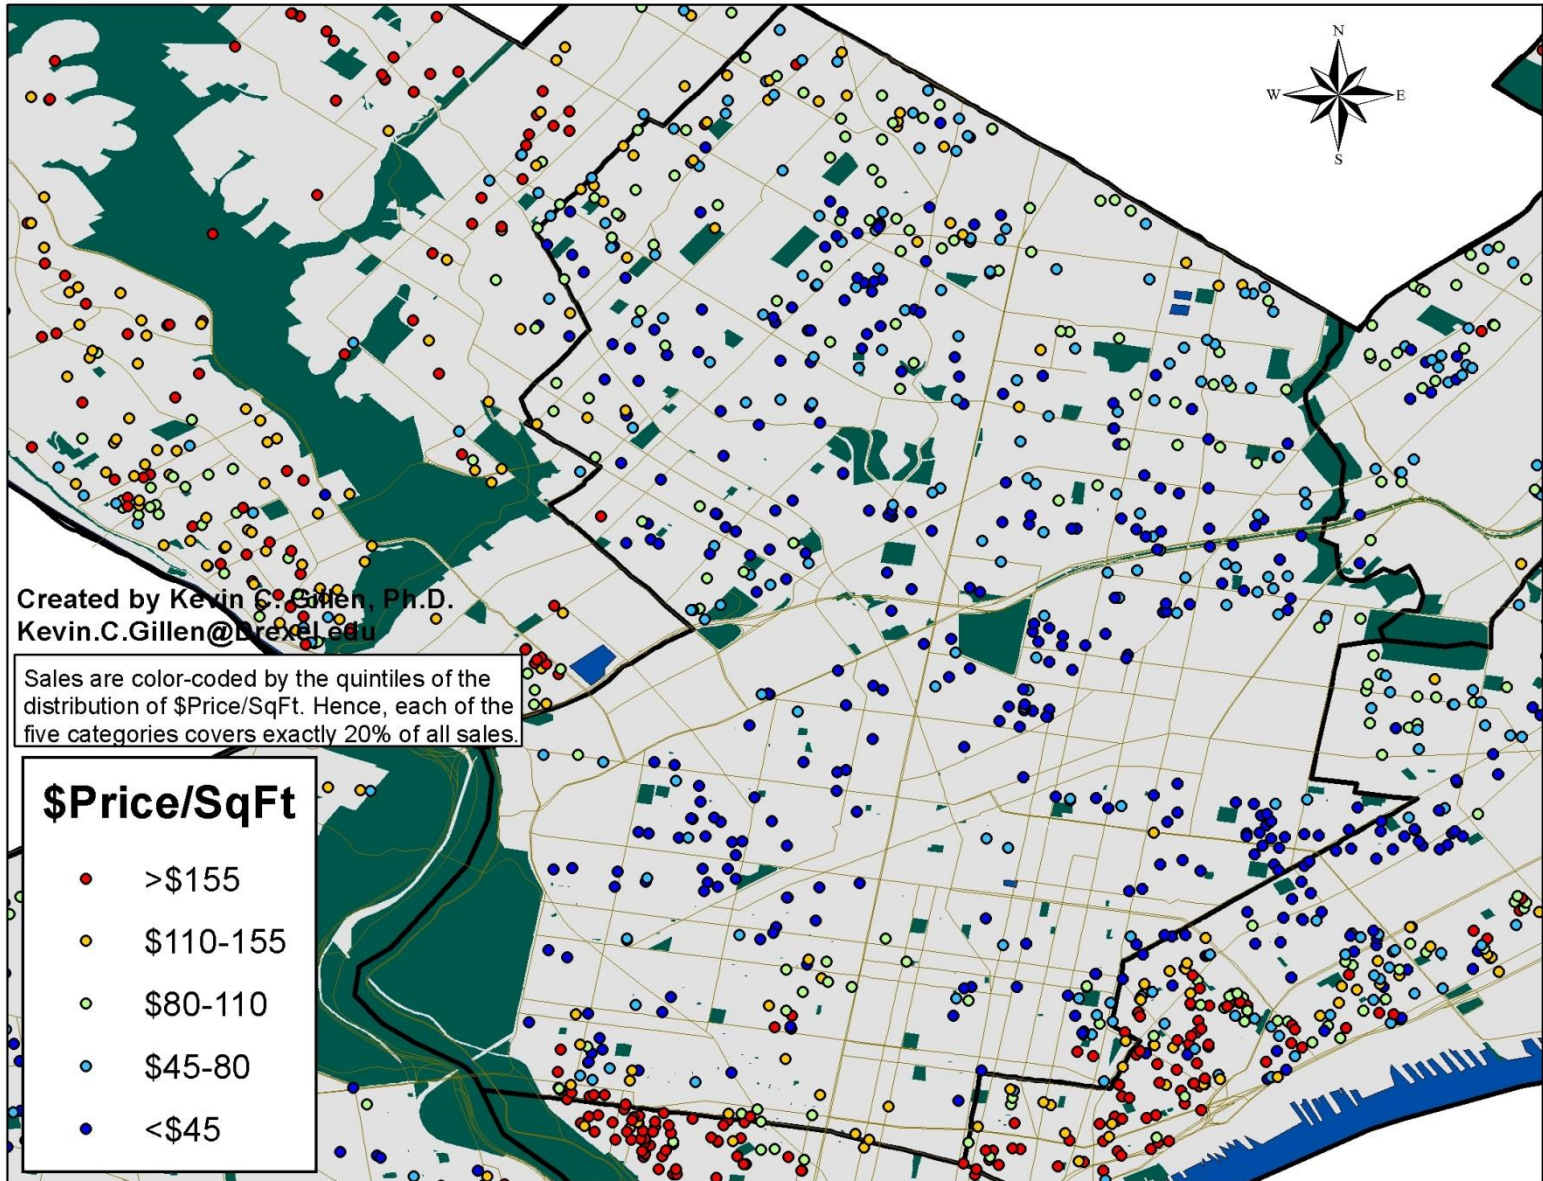 N
W E
S
Created by Kevin C. Gillen, Ph.D.
Kevin.C.Gillen@Drexel.edu
Sales are color-coded by the quintiles of the
distribution of $Price/SqFt. Hence, each of the
five categories covers exactly 20% of all sales.
$Price/SqFt
>$155
$110-155
$80-110
$45-80
<$45